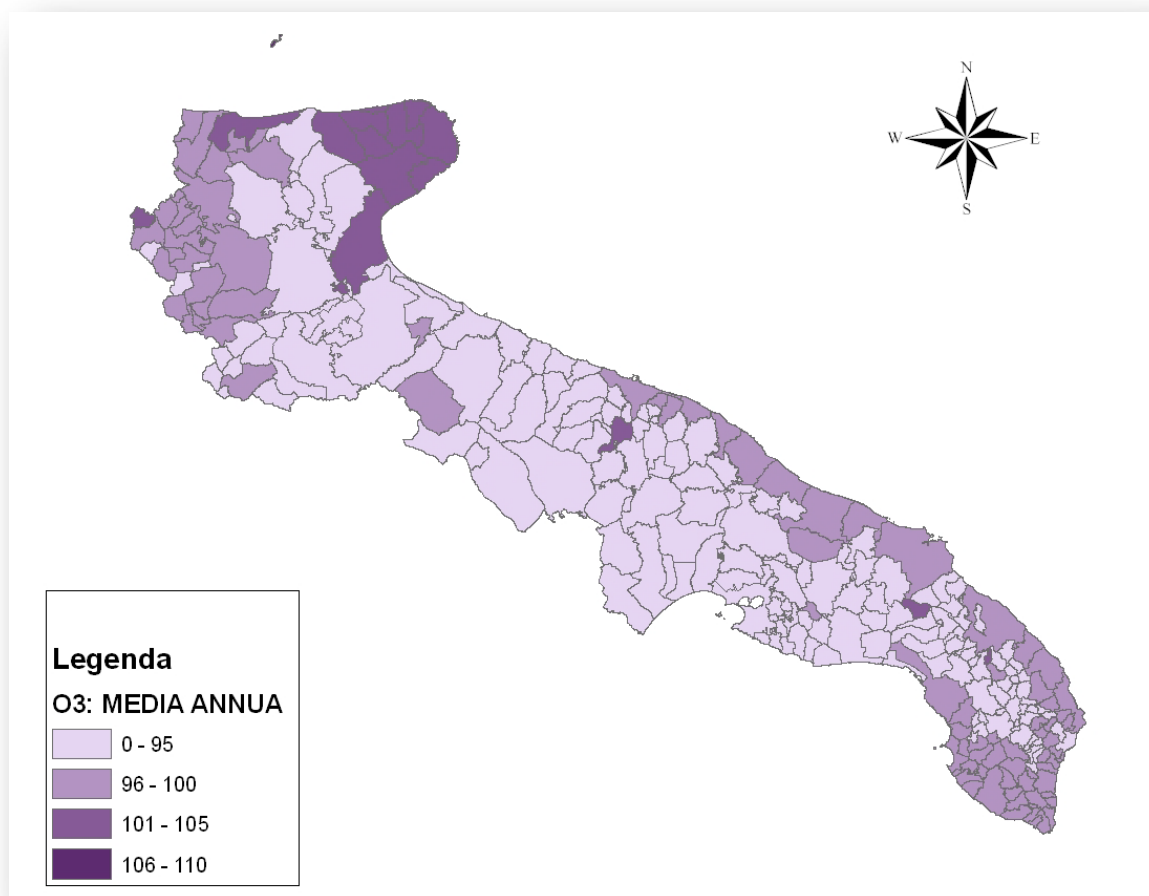 N
W E
S
Legenda
O3: MEDIA ANNUA
0 - 95
96 - 100
101 - 105
106 - 110